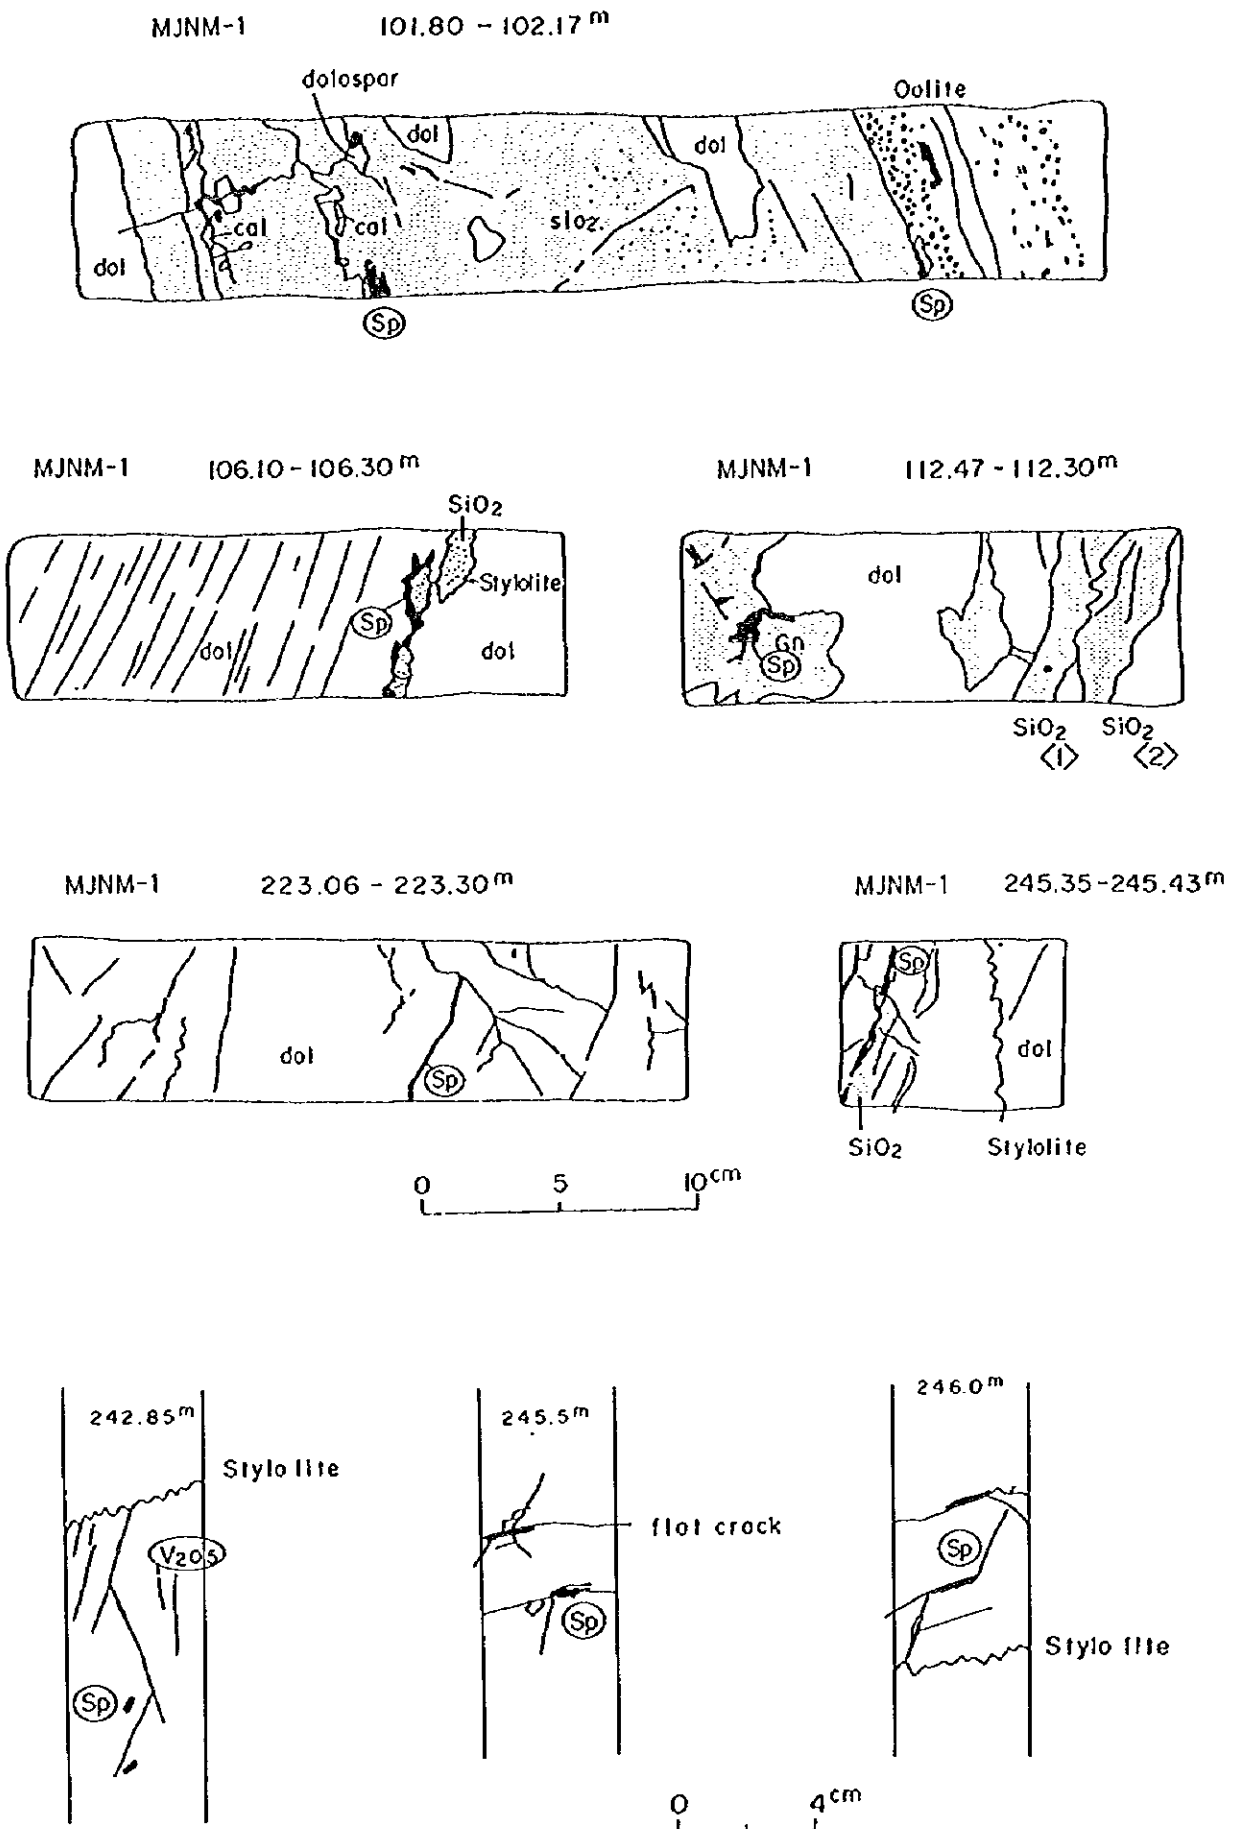 MJNM-1 101.80 - 102.17 m
dolospar
Oolite
dol
dol
sio2.
cal
cal
dol
Sp
Sp
MJNM-1 106.10 - 106.30 m
SiO2
Stylolite
Sp
dol
dol
MJNM-1 112.47 - 112.30 m
dol
Gn
Sp
SiO2 SiO2
<1> <2>
MJNM-1 223.06 - 223.30 m
dol
Sp
MJNM-1 245.35-245.43 m
Sp
dol
SiO2 Stylolite
0 5 10 cm
242.85 m
Stylolite
V2O5
Sp
245.5 m
flat crack
Sp
246.0 m
Sp
Stylolite
0 4 cm